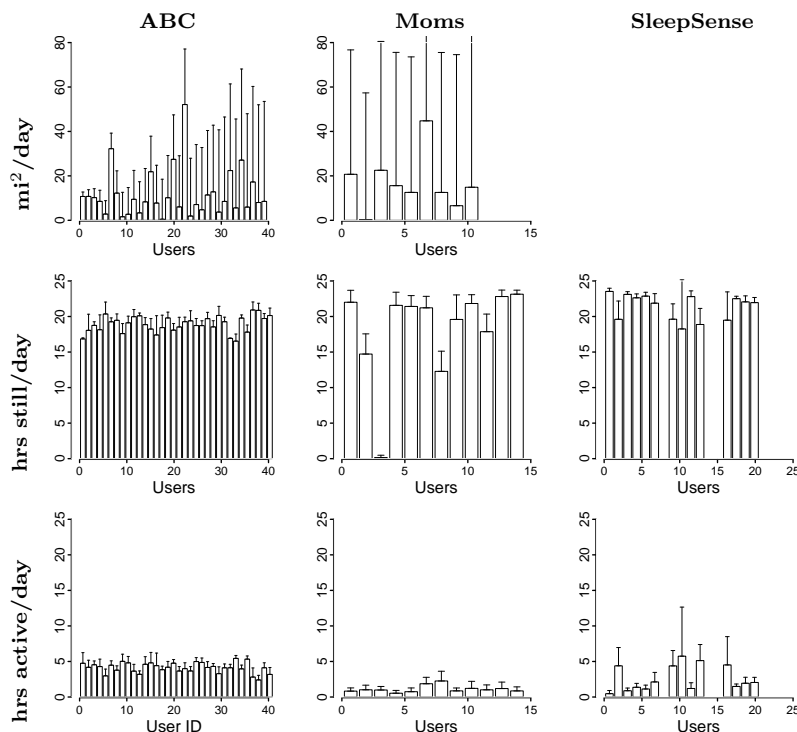 ABC Moms SleepSense
mi²/day
0 20 40 60 80
0 10 20 30 40
Users
0 20 40 60 80
0 5 10 15
Users
hrs still/day
0 5 10 15 20 25
0 10 20 30 40
Users
0 5 10 15 20 25
0 5 10 15
Users
0 5 10 15 20 25
0 5 10 15 20 25
Users
hrs active/day
0 5 10 15 20 25
0 10 20 30 40
User ID
0 5 10 15 20 25
0 5 10 15
Users
0 5 10 15 20 25
0 5 10 15 20 25
Users